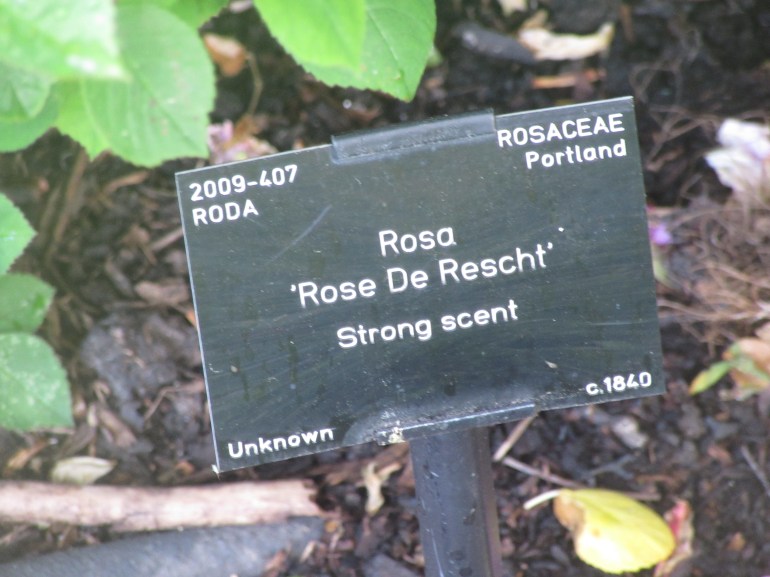 2009-407
RODA
ROSACEAE
Portland
Rosa
'Rose De Rescht'
Strong scent
Unknown
c.1840